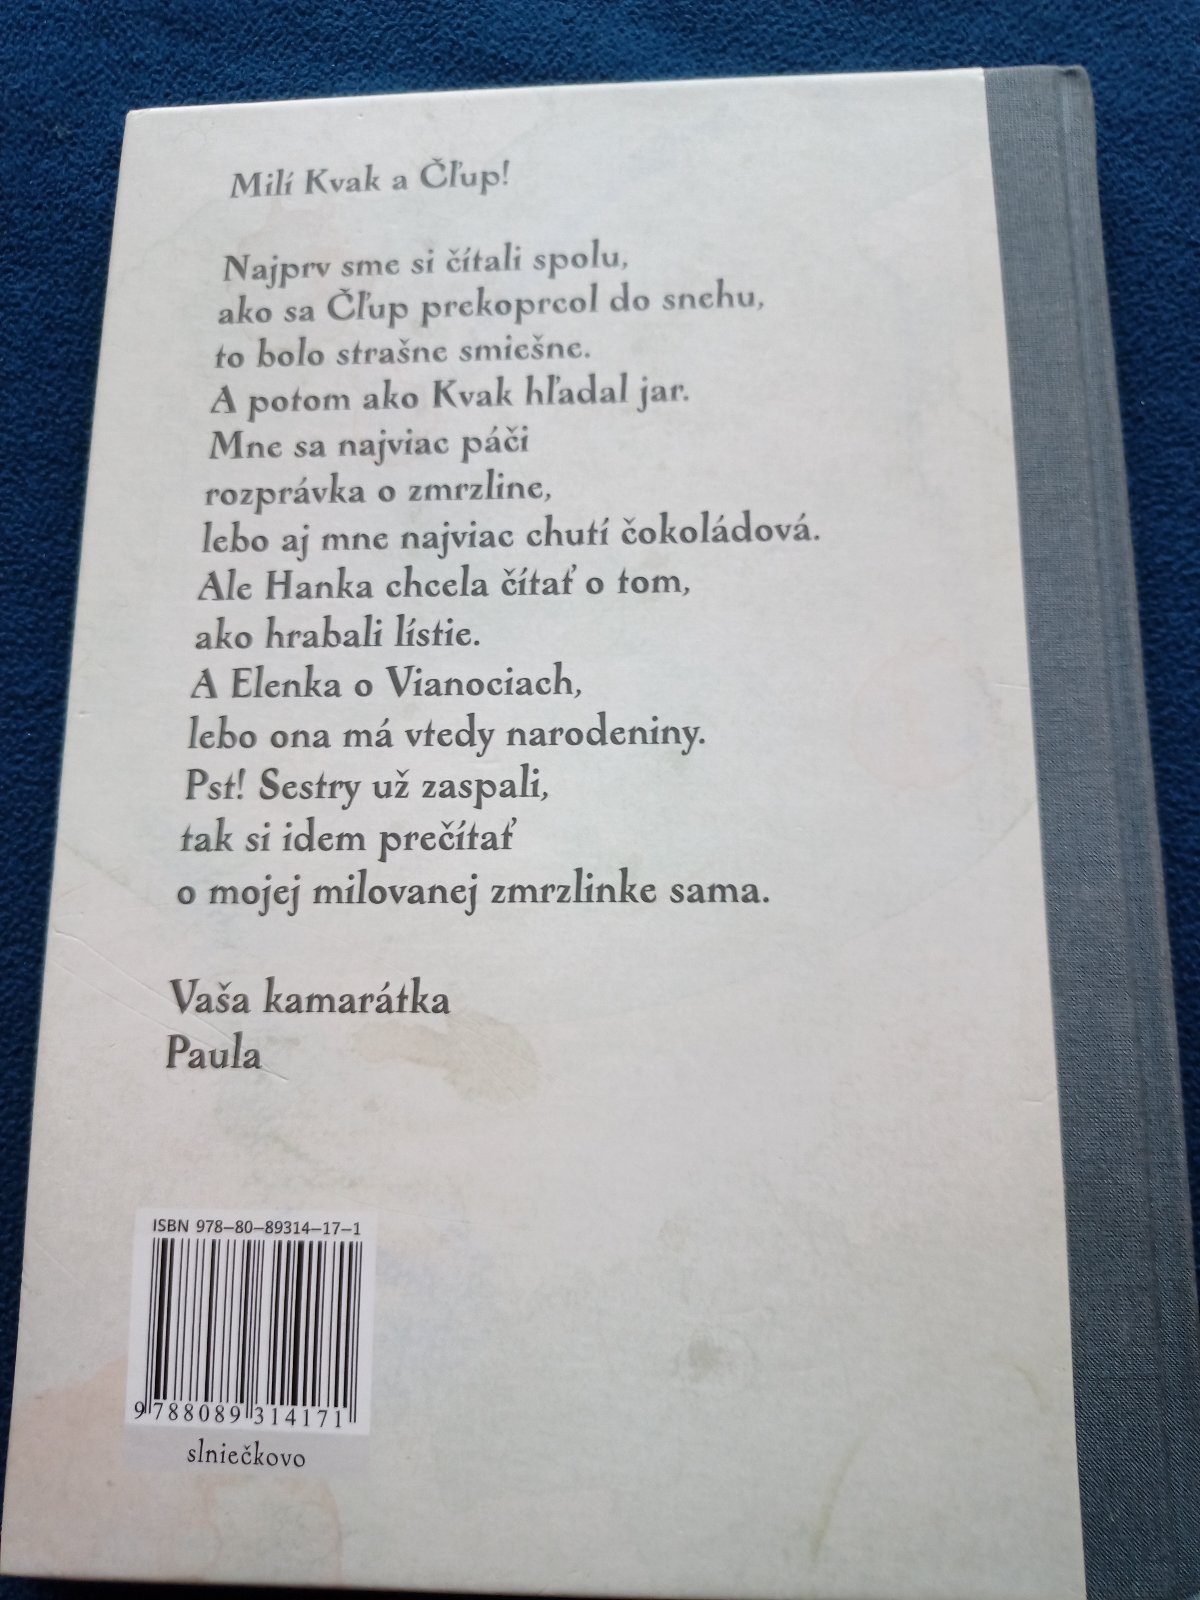 Milí Kvak a Čľup!
Najprv sme si čítali spolu,
ako sa Čľup prekoprcol do snehu,
to bolo strašne smiešne.
A potom ako Kvak hľadal jar.
Mne sa najviac páči
rozprávka o zmrzline,
lebo aj mne najviac chutí čokoládová.
Ale Hanka chcela čítať o tom,
ako hrabali lístie.
A Elenka o Vianociach,
lebo ona má vtedy narodeniny.
Pst! Sestry už zaspali,
tak si idem prečítať
o mojej milovanej zmrzlinke sama.
Vaša kamarátka
Paula
ISBN 978-80-89314-17-1
9 788089 314171
slniečkovo